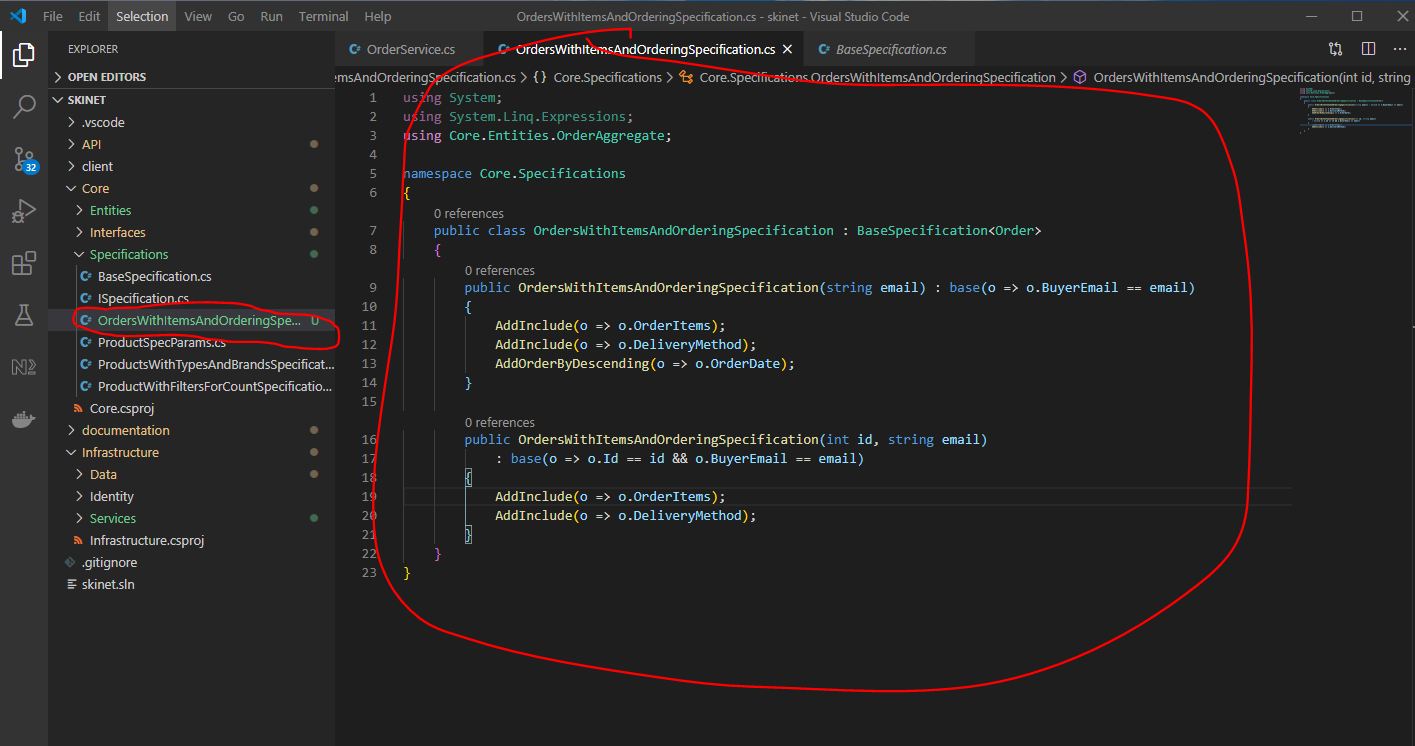 File Edit Selection View Go Run Terminal Help OrdersWithItemsAndOrderingSpecification.cs - skinet - Visual Studio Code
EXPLORER
OPEN EDITORS
SKINET
.vscode
API
client
Core
Entities
Interfaces
Specifications
BaseSpecification.cs
ISpecification.cs
OrdersWithItemsAndOrderingSpe... U
ProductSpecParams.cs
ProductsWithTypesAndBrandsSpecificat...
ProductWithFiltersForCountSpecificatio...
Core.csproj
documentation
Infrastructure
Data
Identity
Services
Infrastructure.csproj
.gitignore
skinet.sln
32
OrderService.cs OrdersWithItemsAndOrderingSpecification.cs BaseSpecification.cs
emsAndOrderingSpecification.cs > {} Core.Specifications > Core.Specifications.OrdersWithItemsAndOrderingSpecification > OrdersWithItemsAndOrderingSpecification(int id, string
1 using System;
2 using System.Linq.Expressions;
3 using Core.Entities.OrderAggregate;
4
5 namespace Core.Specifications
6 {
0 references
7 public class OrdersWithItemsAndOrderingSpecification : BaseSpecification<Order>
8 {
0 references
9 public OrdersWithItemsAndOrderingSpecification(string email) : base(o => o.BuyerEmail == email)
10 {
11 AddInclude(o => o.OrderItems);
12 AddInclude(o => o.DeliveryMethod);
13 AddOrderByDescending(o => o.OrderDate);
14 }
15
0 references
16 public OrdersWithItemsAndOrderingSpecification(int id, string email)
17 : base(o => o.Id == id && o.BuyerEmail == email)
18 {
19 AddInclude(o => o.OrderItems);
20 AddInclude(o => o.DeliveryMethod);
21 }
22 }
23 }